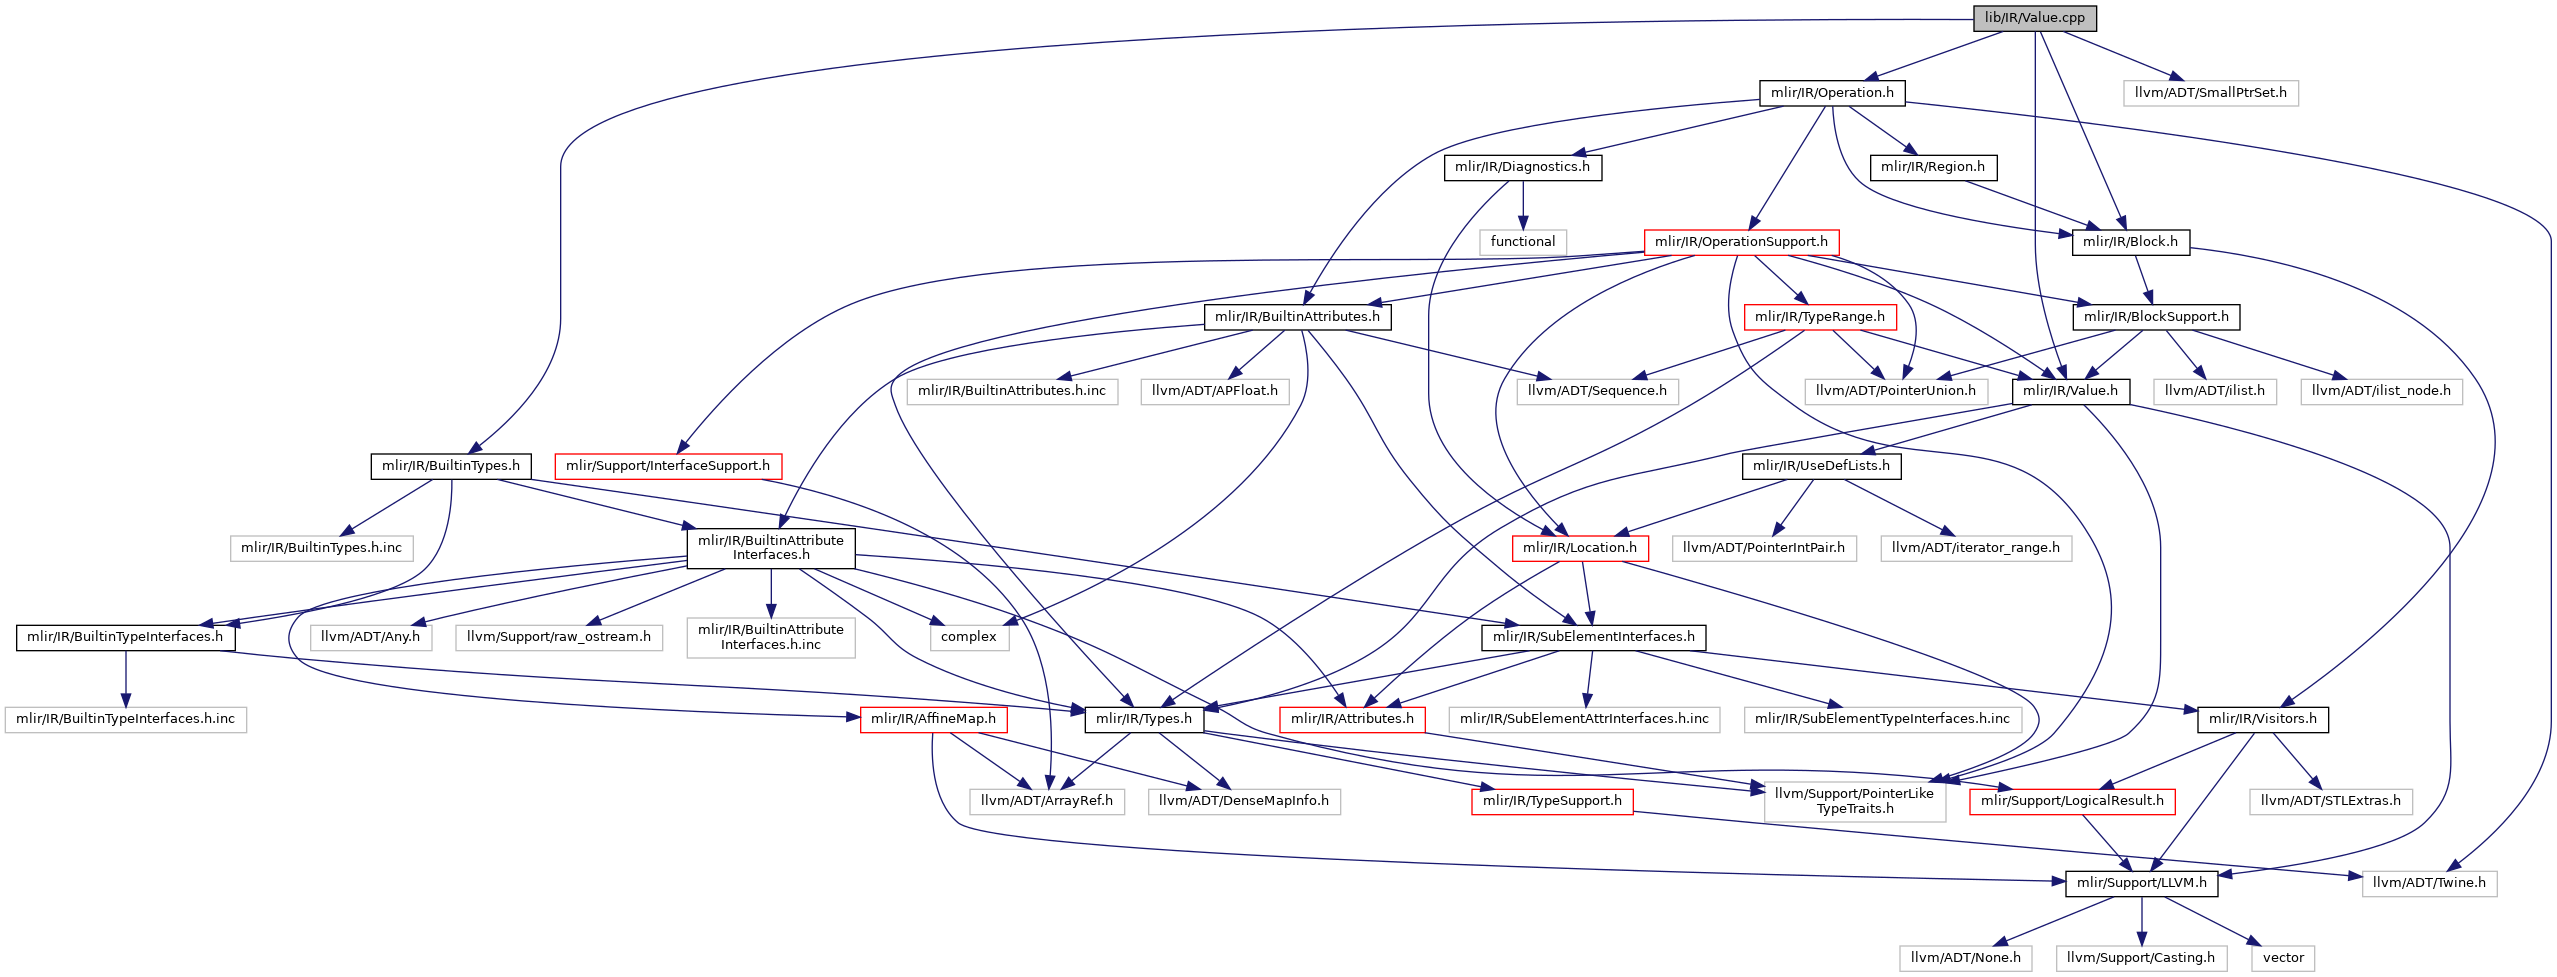 lib/IR/Value.cpp
mlir/IR/Operation.h
llvm/ADT/SmallPtrSet.h
mlir/IR/Diagnostics.h
mlir/IR/Region.h
functional
mlir/IR/OperationSupport.h
mlir/IR/Block.h
mlir/IR/BuiltinAttributes.h
mlir/IR/TypeRange.h
mlir/IR/BlockSupport.h
mlir/IR/BuiltinAttributes.h.inc
llvm/ADT/APFloat.h
llvm/ADT/Sequence.h
llvm/ADT/PointerUnion.h
mlir/IR/Value.h
llvm/ADT/ilist.h
llvm/ADT/ilist_node.h
mlir/IR/BuiltinTypes.h
mlir/Support/InterfaceSupport.h
mlir/IR/UseDefLists.h
mlir/IR/BuiltinTypes.h.inc
mlir/IR/BuiltinAttribute
Interfaces.h
mlir/IR/Location.h
llvm/ADT/PointerIntPair.h
llvm/ADT/iterator_range.h
mlir/IR/BuiltinTypeInterfaces.h
llvm/ADT/Any.h
llvm/Support/raw_ostream.h
mlir/IR/BuiltinAttribute
Interfaces.h.inc
complex
mlir/IR/SubElementInterfaces.h
mlir/IR/BuiltinTypeInterfaces.h.inc
mlir/IR/AffineMap.h
mlir/IR/Types.h
mlir/IR/Attributes.h
mlir/IR/SubElementAttrInterfaces.h.inc
mlir/IR/SubElementTypeInterfaces.h.inc
mlir/IR/Visitors.h
llvm/ADT/ArrayRef.h
llvm/ADT/DenseMapInfo.h
mlir/IR/TypeSupport.h
llvm/Support/PointerLike
TypeTraits.h
mlir/Support/LogicalResult.h
llvm/ADT/STLExtras.h
mlir/Support/LLVM.h
llvm/ADT/Twine.h
llvm/ADT/None.h
llvm/Support/Casting.h
vector